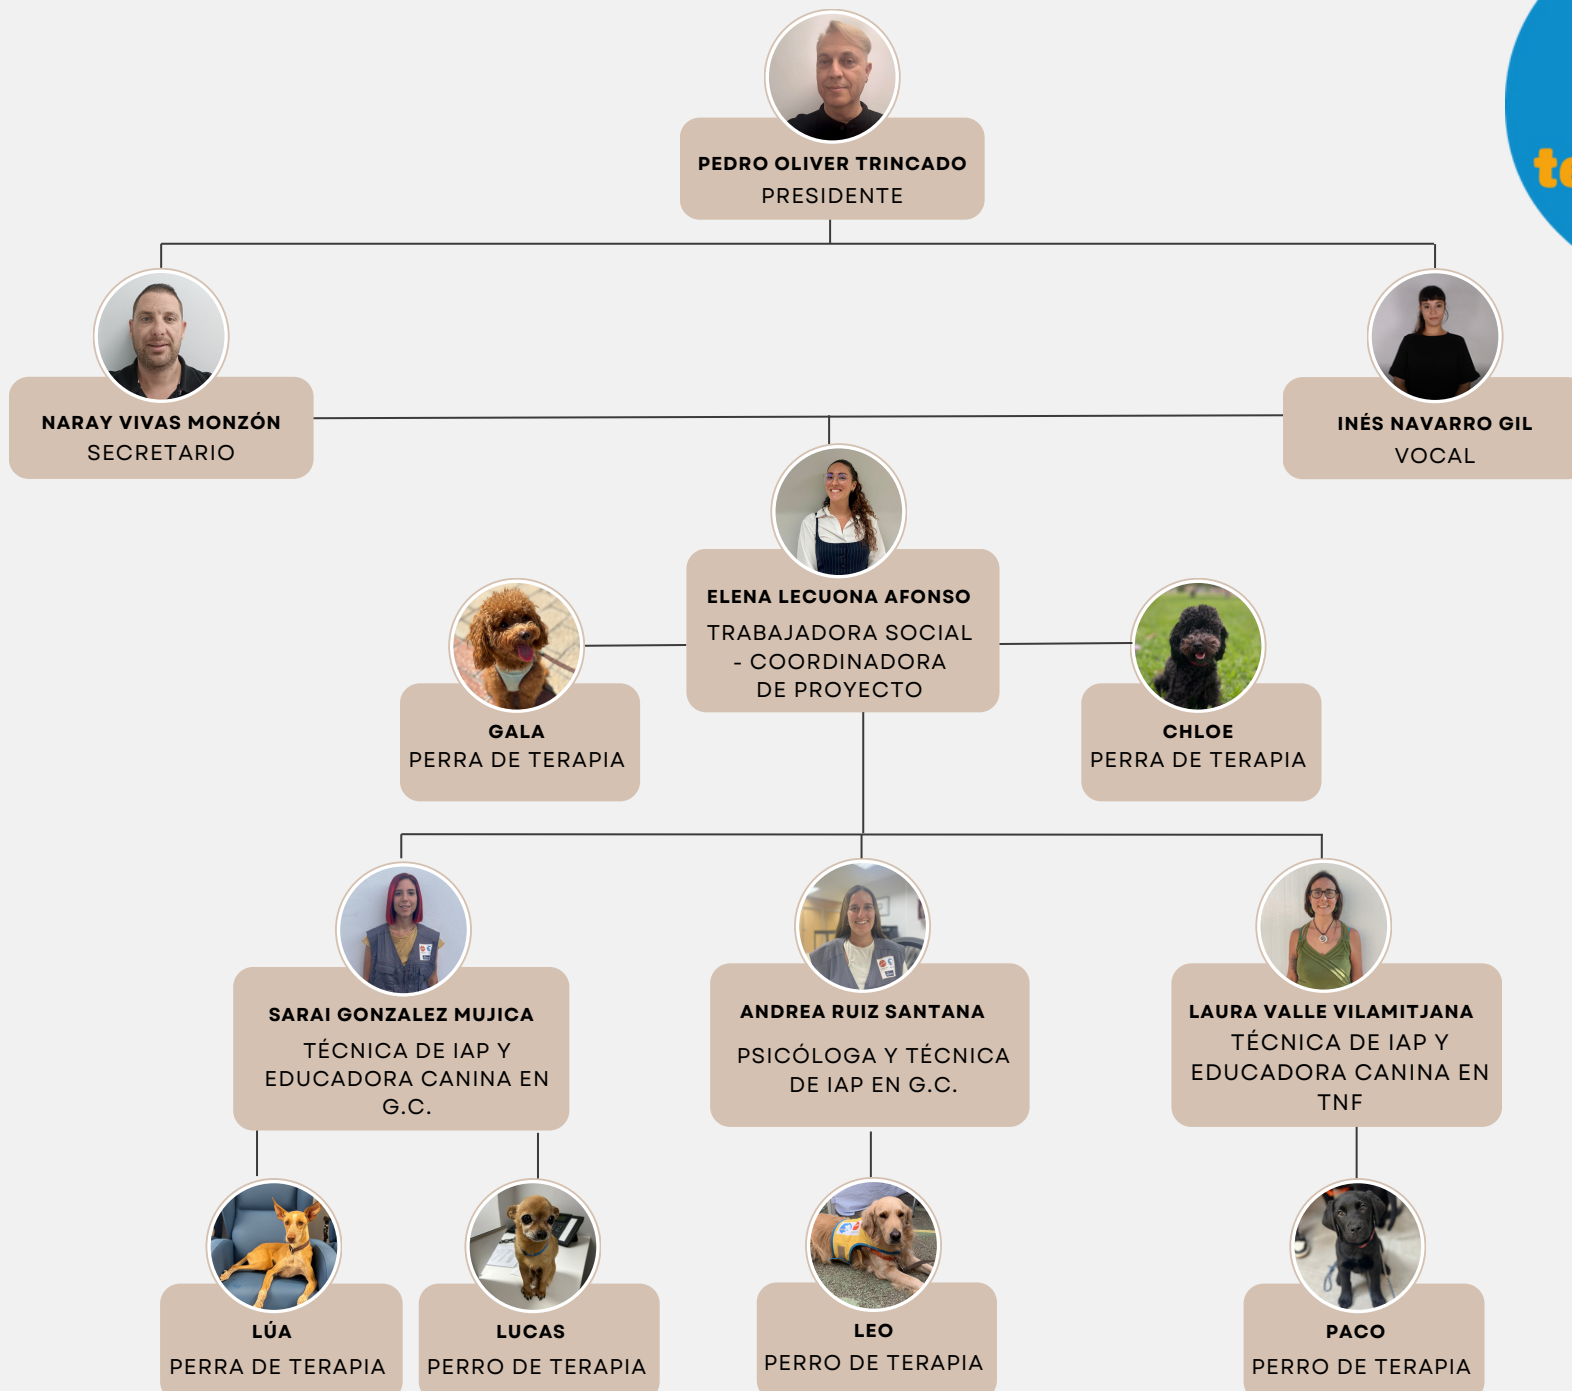 PEDRO OLIVER TRINCADO
PRESIDENTE
te
NARAY VIVAS MONZÓN
SECRETARIO
INÉS NAVARRO GIL
VOCAL
ELENA LECUONA AFONSO
TRABAJADORA SOCIAL
- COORDINADORA
DE PROYECTO
GALA
PERRA DE TERAPIA
CHLOE
PERRA DE TERAPIA
SARAI GONZALEZ MUJICA
TÉCNICA DE IAP Y
EDUCADORA CANINA EN
G.C.
ANDREA RUIZ SANTANA
PSICÓLOGA Y TÉCNICA
DE IAP EN G.C.
LAURA VALLE VILAMITJANA
TÉCNICA DE IAP Y
EDUCADORA CANINA EN
TNF
LÚA
PERRA DE TERAPIA
LUCAS
PERRO DE TERAPIA
LEO
PERRO DE TERAPIA
PACO
PERRO DE TERAPIA